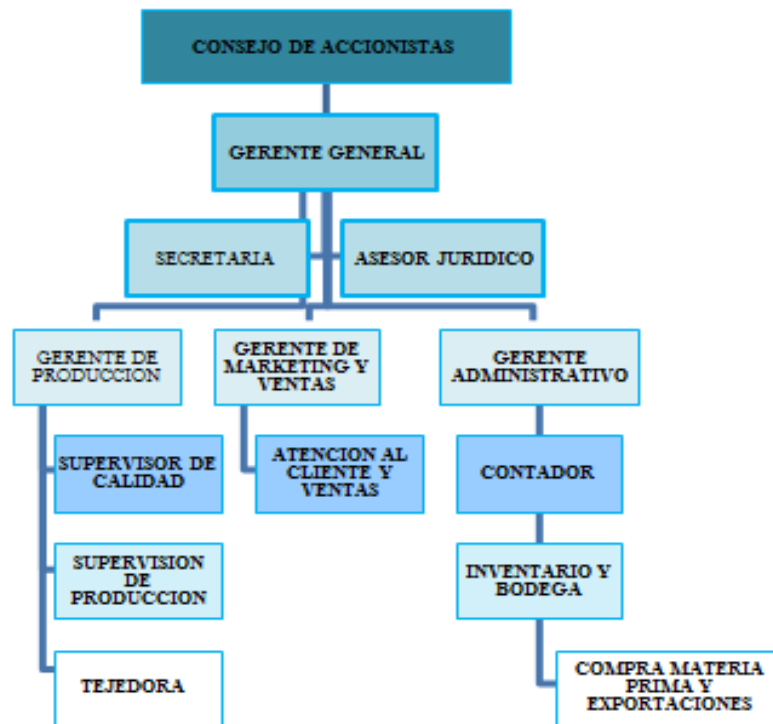 CONSEJO DE ACCIONISTAS
GERENTE GENERAL
SECRETARIA
ASESOR JURIDICO
GERENTE DE
PRODUCCION
GERENTE DE
MARKETING Y
VENTAS
GERENTE
ADMINISTRATIVO
SUPERVISOR DE
CALIDAD
ATENCION AL
CLIENTE Y
VENTAS
CONTADOR
SUPERVISION
DE
PRODUCCION
INVENTARIO Y
BODEGA
TEJEDORA
COMPRA MATERIA
PRIMA Y
EXPORTACIONES